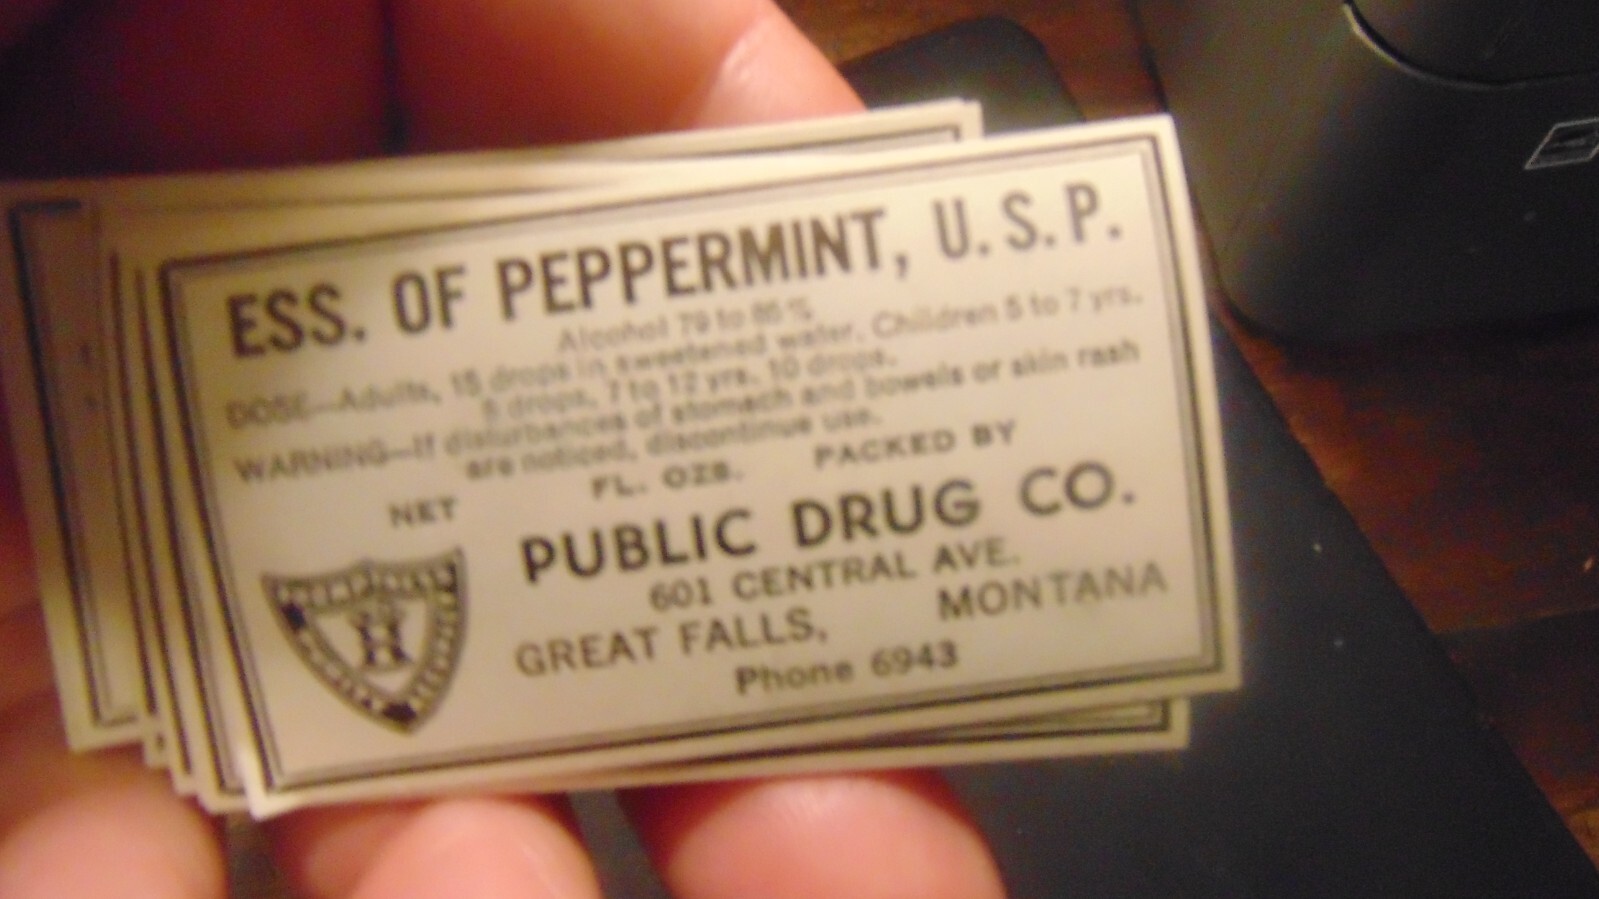 ESS. OF PEPPERMINT, U.S.P.
Alcohol 79 to 85%
DOSE—Adults, 15 drops in sweetened water. Children 5 to 7 yrs.
5 drops, 7 to 12 yrs. 10 drops.
WARNING—If disturbances of stomach and bowels or skin rash
are noticed, discontinue use.
NET FL. OZS. PACKED BY
PUBLIC DRUG CO.
601 CENTRAL AVE.
GREAT FALLS, MONTANA
Phone 6943